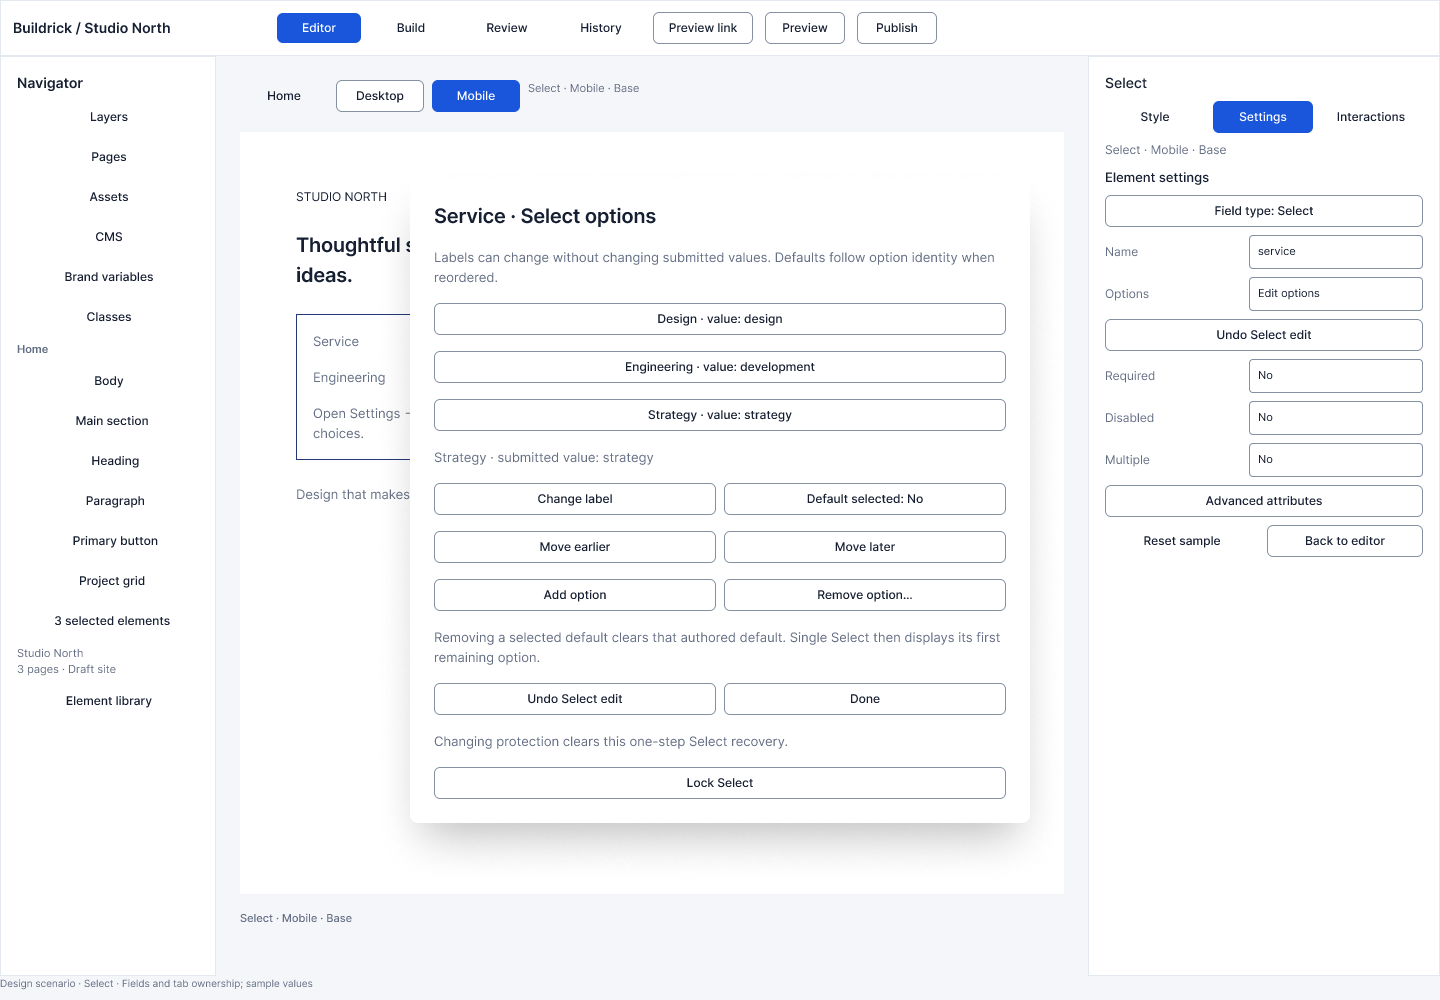 Buildrick / Studio North
Editor
Build
Review
History
Preview link
Preview
Publish
Navigator
Layers
Pages
Assets
CMS
Brand variables
Classes
Home
Body
Main section
Heading
Paragraph
Primary button
Project grid
3 selected elements
Studio North
3 pages · Draft site
Element library
Home
Desktop
Mobile
Select · Mobile · Base
STUDIO NORTH
Thoughtful
ideas.
Service
Engineering
Open Settings
choices.
Design that makes
Service · Select options
Labels can change without changing submitted values. Defaults follow option identity when
reordered.
Design · value: design
Engineering · value: development
Strategy · value: strategy
Strategy · submitted value: strategy
Change label
Default selected: No
Move earlier
Move later
Add option
Remove option...
Removing a selected default clears that authored default. Single Select then displays its first
remaining option.
Undo Select edit
Done
Changing protection clears this one-step Select recovery.
Lock Select
Select · Mobile · Base
Select
Style
Settings
Interactions
Select · Mobile · Base
Element settings
Field type: Select
Name
service
Options
Edit options
Undo Select edit
Required
No
Disabled
No
Multiple
No
Advanced attributes
Reset sample
Back to editor
Design scenario · Select · Fields and tab ownership; sample values